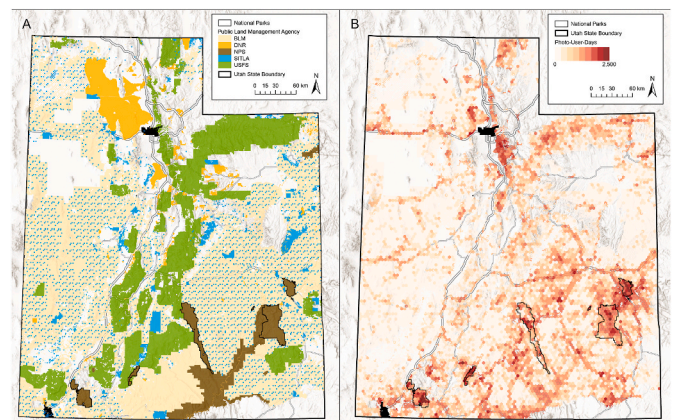 A
National Parks
Public Land Management Agency
BLM
DNR
NPS
SITLA
USFS
Utah State Boundary
N
0 15 30 60 km
B
National Parks
Utah State Boundary
Photo-User-Days
0 2,500
N
0 15 30 60 km